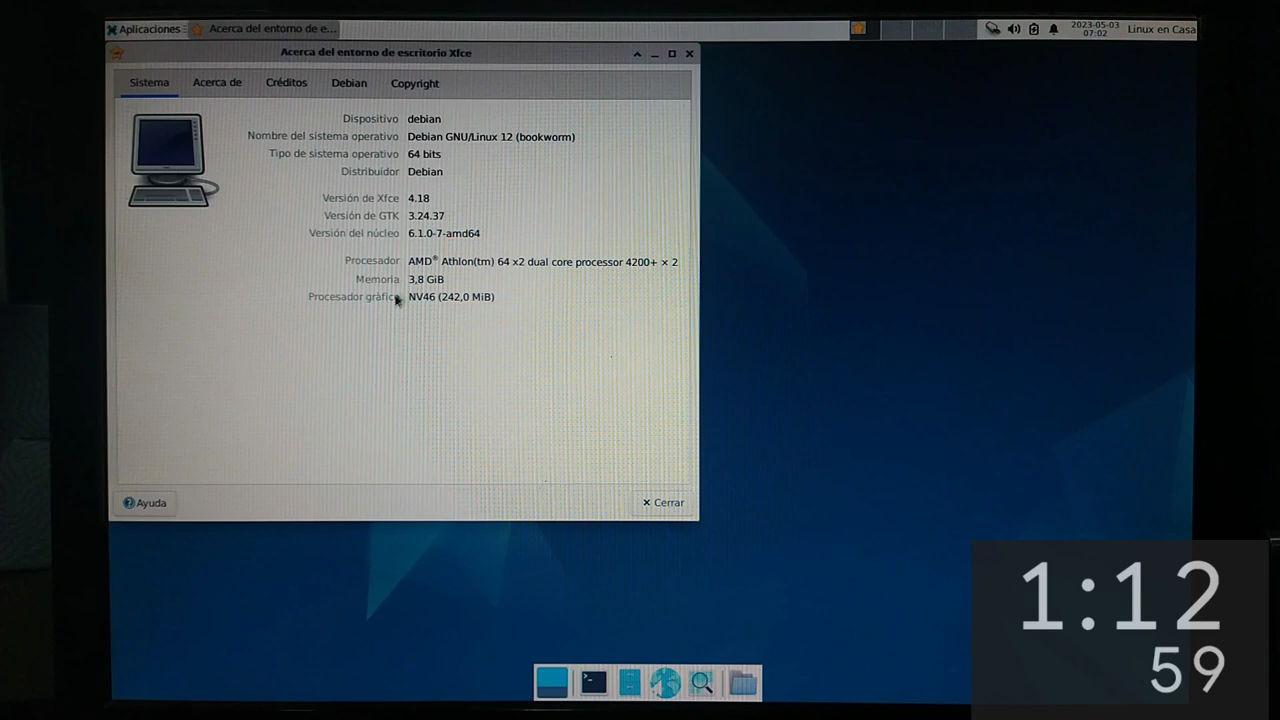 Aplicaciones
Acerca del entorno de e...
2023-05-03
07:02
Linux en Casa
Acerca del entorno de escritorio Xfce
Sistema
Acerca de
Créditos
Debian
Copyright
Dispositivo debian
Nombre del sistema operativo Debian GNU/Linux 12 (bookworm)
Tipo de sistema operativo 64 bits
Distribuidor Debian
Versión de Xfce 4.18
Versión de GTK 3.24.37
Versión del núcleo 6.1.0-7-amd64
Procesador AMD® Athlon(tm) 64 x2 dual core processor 4200+ × 2
Memoria 3,8 GiB
Procesador gráfico NV46 (242,0 MiB)
Ayuda
Cerrar
1:12
59